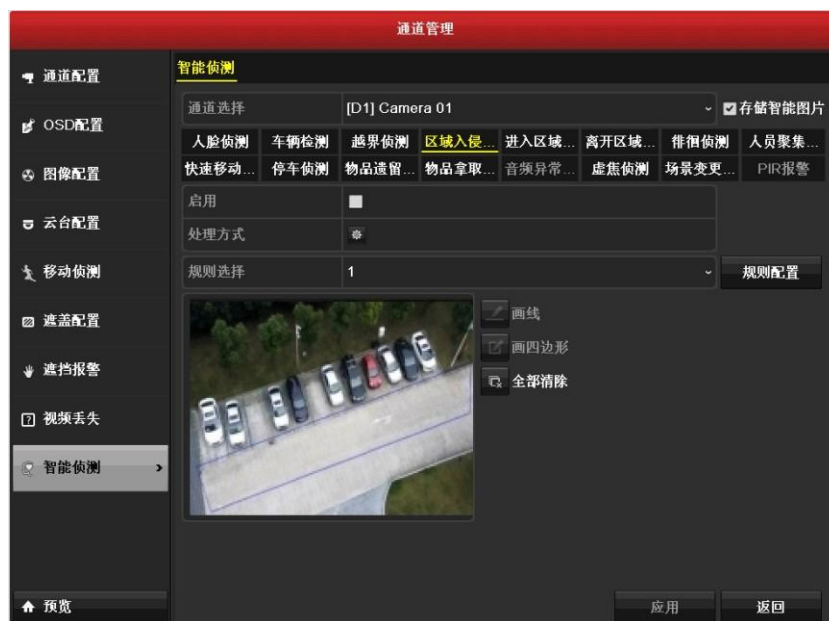 通道管理
通道配置
OSD配置
图像配置
云台配置
移动侦测
遮盖配置
遮挡报警
视频丢失
智能侦测
预览
智能侦测
通道选择 [D1] Camera 01 存储智能图片
人脸侦测 车辆检测 越界侦测 区域入侵... 进入区域... 离开区域... 徘徊侦测 人员聚集...
快速移动... 停车侦测 物品遗留... 物品拿取... 音频异常... 虚焦侦测 场景变更... PIR报警
启用
处理方式
规则选择 1 规则配置
画线
画四边形
全部清除
应用 返回